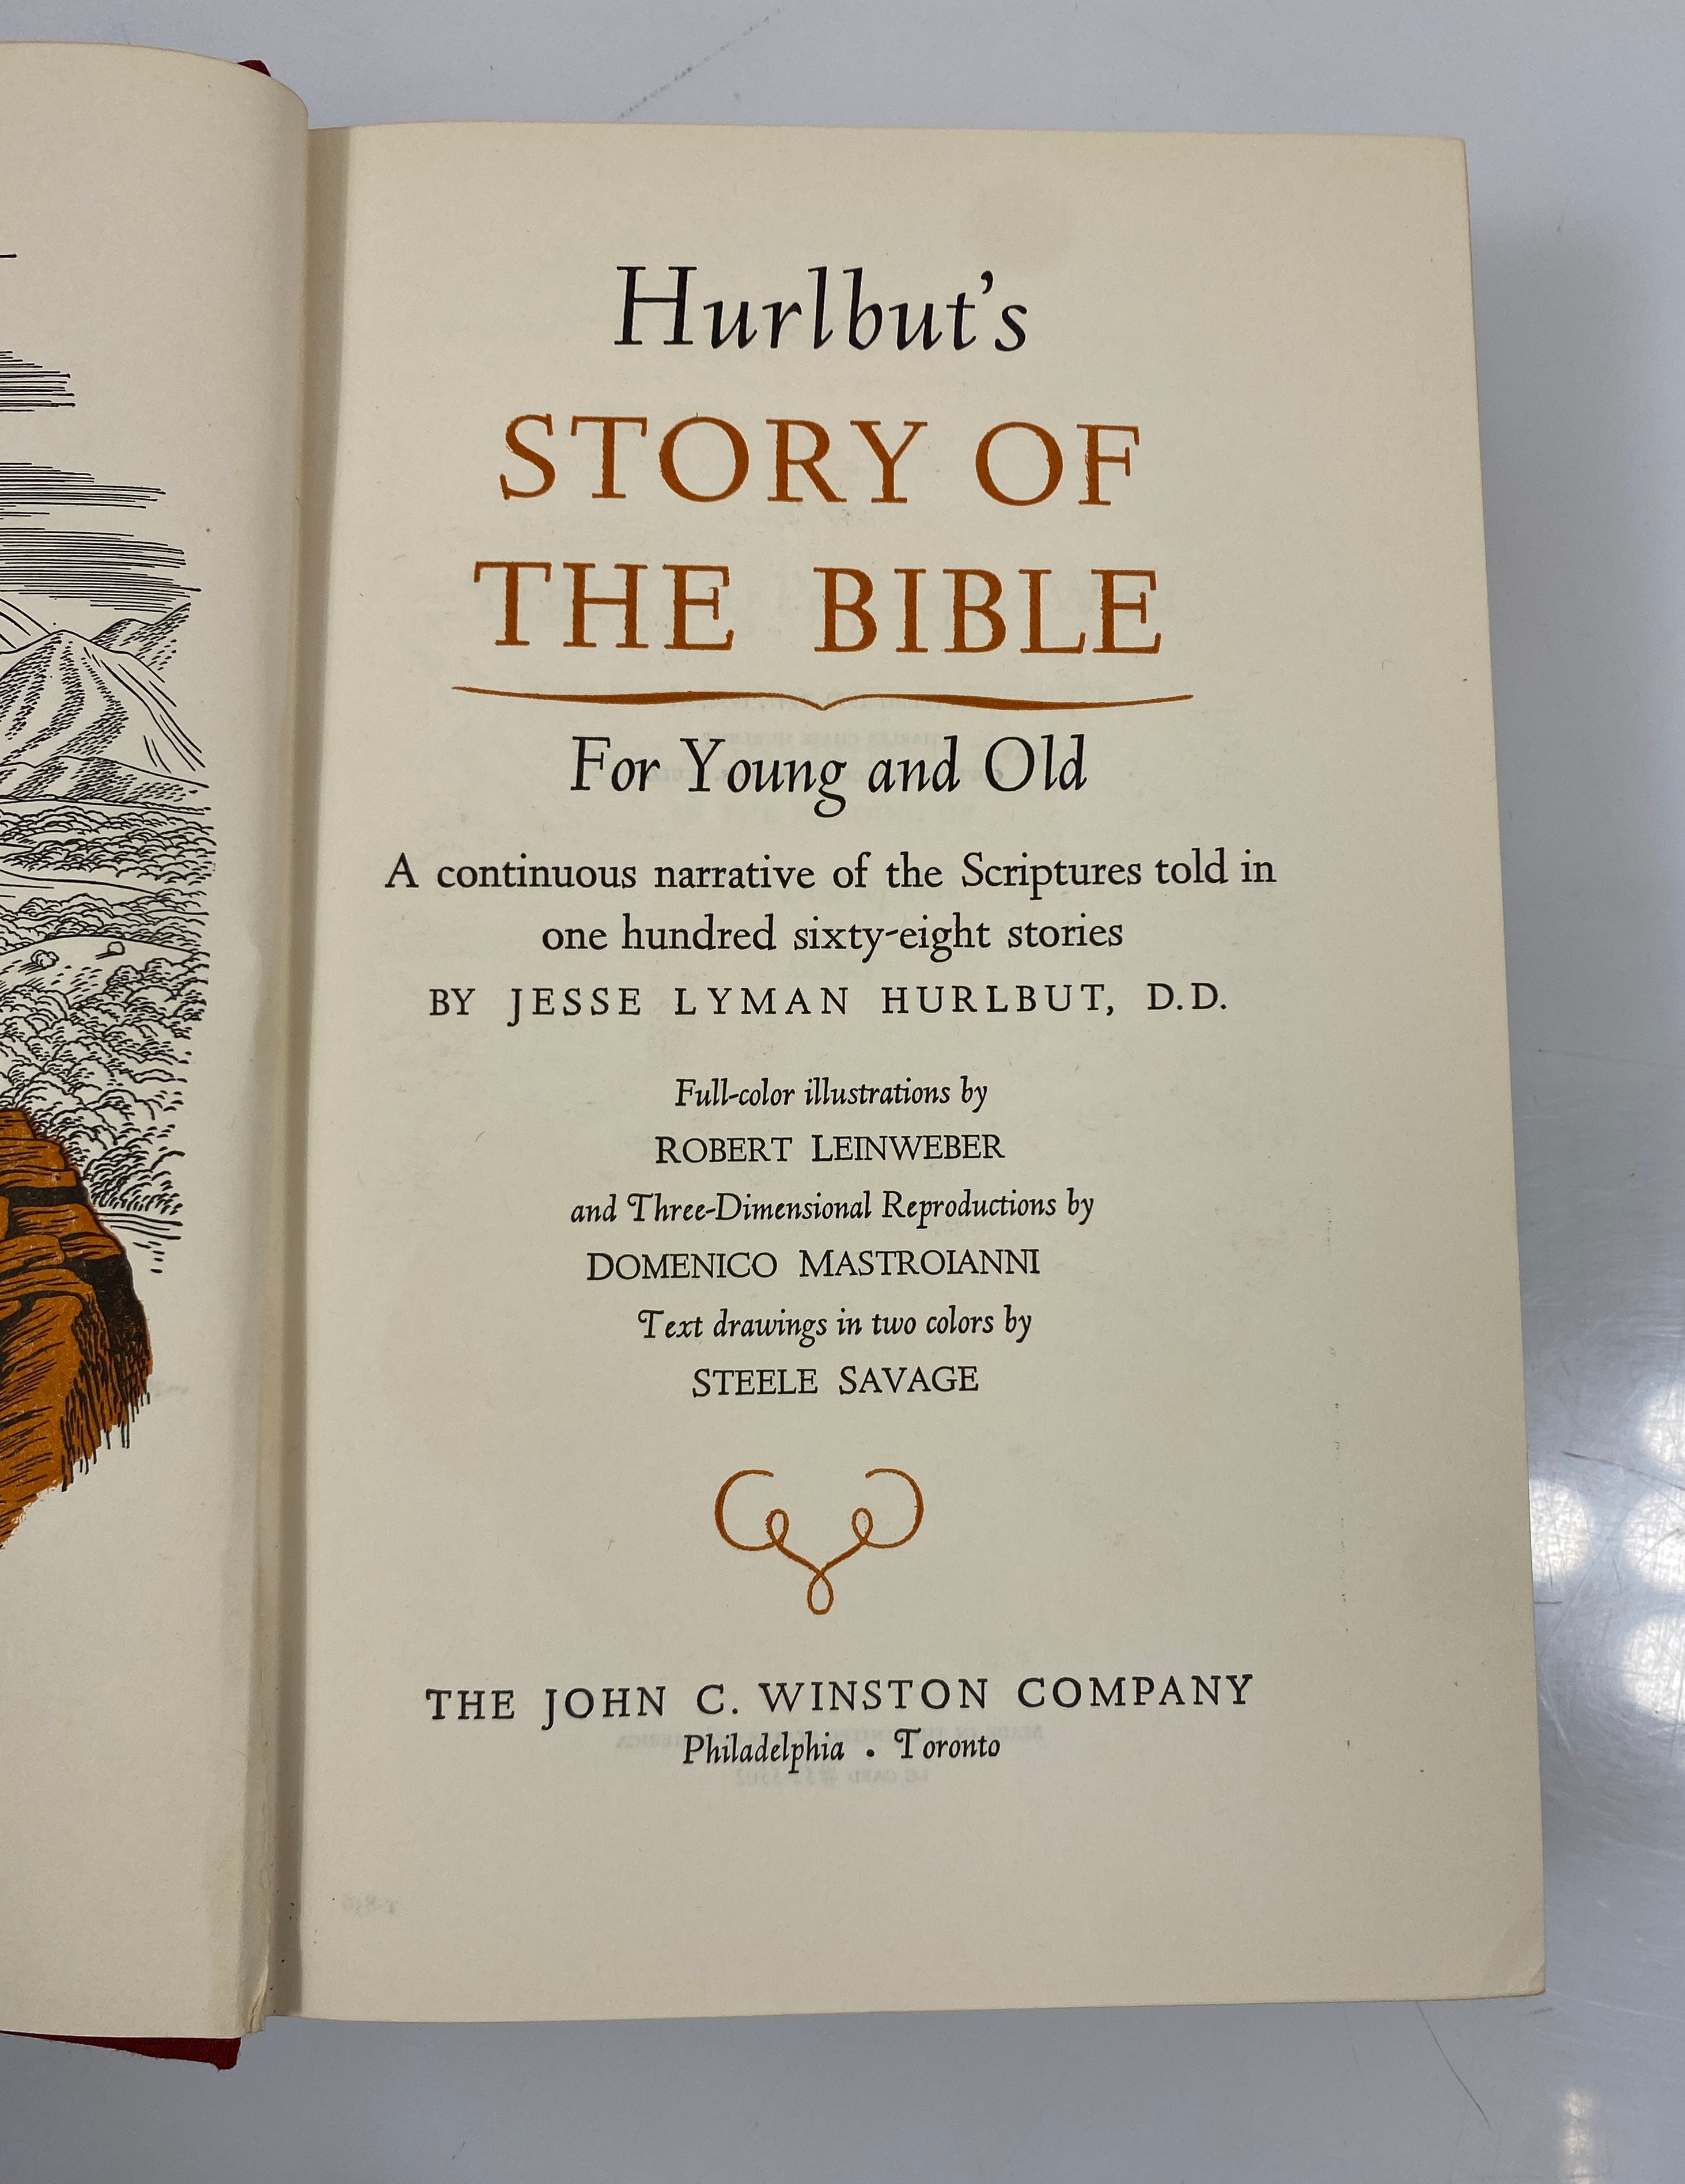 Hurlbut's
STORY OF
THE BIBLE
For Young and Old
A continuous narrative of the Scriptures told in
one hundred sixty-eight stories
BY JESSE LYMAN HURLBUT, D.D.
Full-color illustrations by
ROBERT LEINWEBER
and Three-Dimensional Reproductions by
DOMENICO MASTROIANNI
Text drawings in two colors by
STEELE SAVAGE
THE JOHN C. WINSTON COMPANY
Philadelphia • Toronto